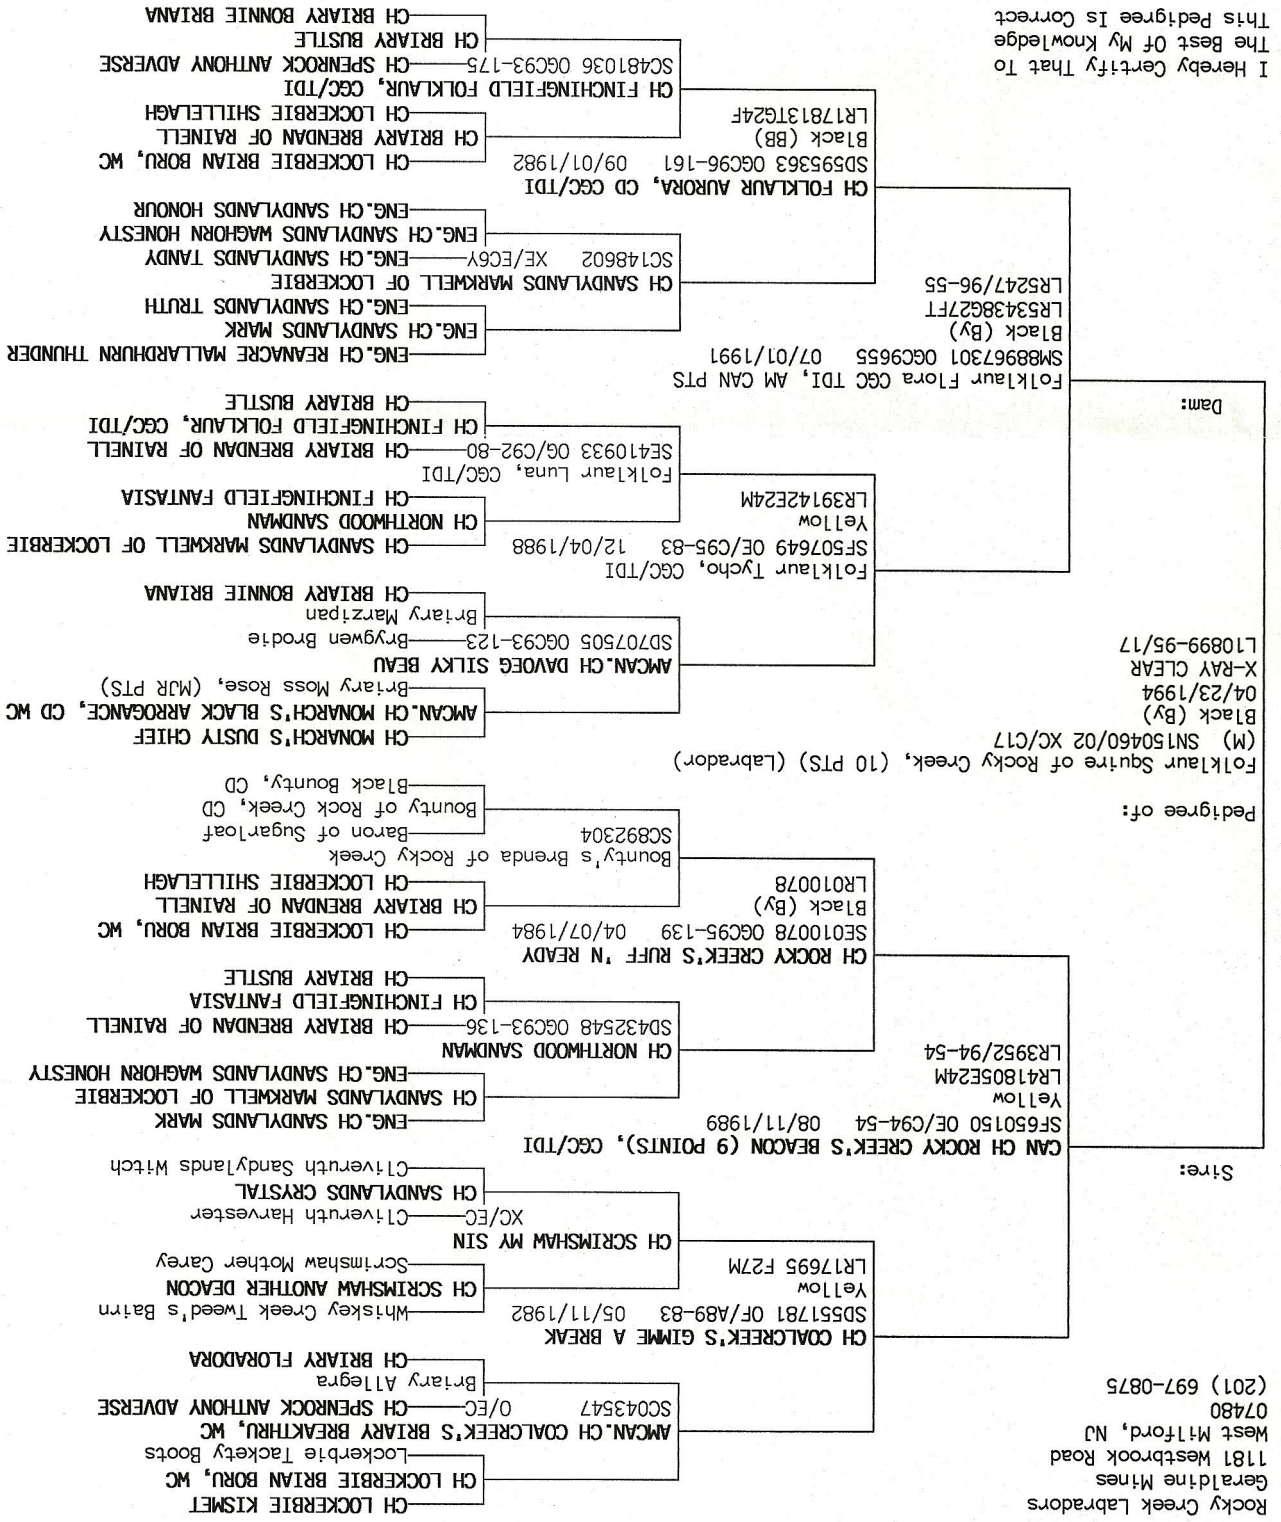 Rocky Creek Labradors
Geraldine Mines
1181 Westbrook Road
West Milford, NJ
07480
(201) 697-0875
Sire:
Pedigree of:
Folklaur Squire of Rocky Creek, (10 PTS) (Labrador)
(M) SN150460/02 XC/C17
Black (By)
04/23/1994
X-RAY CLEAR
L10899-95/17
Dam:
I Hereby Certify That To
The Best Of My Knowledge
This Pedigree Is Correct
CAN CH ROCKY CREEK'S BEACON (9 POINTS), CGC/TDI
SF650150 OE/C94-54 08/11/1989
Yellow
LR41805E24M
LR3952/94-54
Folklaur Flora CGC TDI, AM CAN PTS
SM88967301 OGC9655 07/01/1991
Black (By)
LR53438G27FT
LR5247/96-55
CH COALCREEK'S GIMME A BREAK
SD551781 OF/A89-83 05/11/1982
Yellow
LR17695 F27M
CH ROCKY CREEK'S RUFF 'N READY
SE010078 OGC95-139 04/07/1984
Black (By)
LR010078
Folklaur Tycho, CGC/TDI
SF507649 OE/C95-83 12/04/1988
Yellow
LR39142E24M
CH FOLKLAUR AURORA, CD CGC/TDI
SD595363 OGC96-161 09/01/1982
Black (BB)
LR17813TG24F
AMCAN.CH COALCREEK'S BRIARY BREAKTHRU, WC
SC043547 O/EC
CH SCRIMSHAW MY SIN
XC/EC
CH NORTHWOOD SANDMAN
SD432548 OGC93-136
Bounty's Brenda of Rocky Creek
SC892304
AMCAN.CH DAVOEG SILKY BEAU
SD707505 OGC93-123
Folklaur Luna, CGC/TDI
SE410933 OG/C92-80
CH SANDYLANDS MARKWELL OF LOCKERBIE
SC148602 XE/EC6Y
CH FINCHINGFIELD FOLKLAUR, CGC/TDI
SC481036 OGC93-175
CH LOCKERBIE KISMET
CH LOCKERBIE BRIAN BORU, WC
Lockerbie Tackety Boots
CH SPENROCK ANTHONY ADVERSE
Briary Allegra
CH BRIARY FLORADORA
Whiskey Creek Tweed's Bairn
CH SCRIMSHAW ANOTHER DEACON
Scrimshaw Mother Carey
Cliveruth Harvester
CH SANDYLANDS CRYSTAL
Cliveruth Sandylands Witch
ENG.CH SANDYLANDS MARK
CH SANDYLANDS MARKWELL OF LOCKERBIE
ENG.CH SANDYLANDS WAGHORN HONESTY
CH BRIARY BRENDAN OF RAINELL
CH FINCHINGFIELD FANTASIA
CH BRIARY BUSTLE
CH LOCKERBIE BRIAN BORU, WC
CH BRIARY BRENDAN OF RAINELL
CH LOCKERBIE SHILLELAGH
Baron of Sugarloaf
Bounty of Rock Creek, CD
Black Bounty, CD
CH MONARCH'S DUSTY CHIEF
AMCAN.CH MONARCH'S BLACK ARROGANCE, CD WC
Briary Moss Rose, (MJR PTS)
Brygwen Brodie
Briary Marzipan
CH BRIARY BONNIE BRIANA
CH SANDYLANDS MARKWELL OF LOCKERBIE
CH NORTHWOOD SANDMAN
CH FINCHINGFIELD FANTASIA
CH BRIARY BRENDAN OF RAINELL
CH FINCHINGFIELD FOLKLAUR, CGC/TDI
CH BRIARY BUSTLE
ENG.CH REANACRE MALLARDHURN THUNDER
ENG.CH SANDYLANDS MARK
ENG.CH SANDYLANDS TRUTH
ENG.CH SANDYLANDS TANDY
ENG.CH SANDYLANDS WAGHORN HONESTY
ENG.CH SANDYLANDS HONOUR
CH LOCKERBIE BRIAN BORU, WC
CH BRIARY BRENDAN OF RAINELL
CH LOCKERBIE SHILLELAGH
CH SPENROCK ANTHONY ADVERSE
CH BRIARY BUSTLE
CH BRIARY BONNIE BRIANA